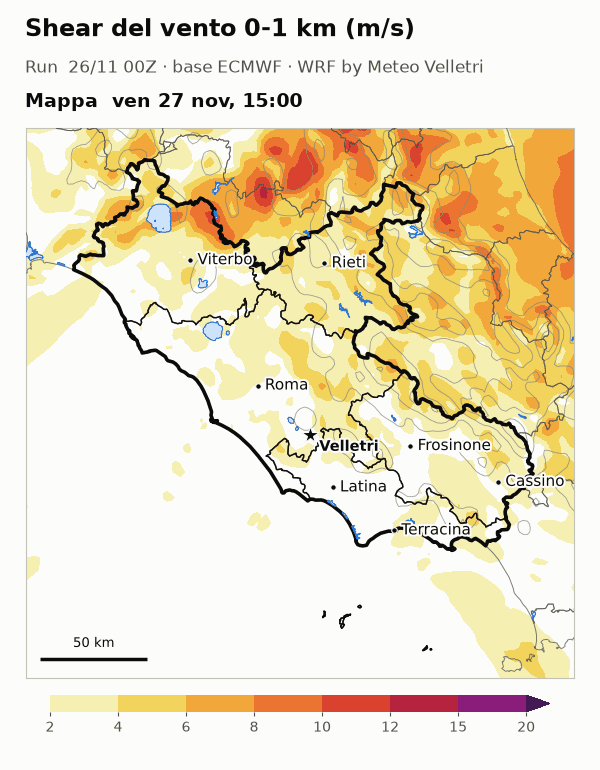 Shear del vento 0-1 km (m/s)
Run  26/11 00Z · base ECMWF · WRF by Meteo Velletri
Mappa  ven 27 nov, 15:00
Viterbo
Rieti
Roma
Velletri
Frosinone
Cassino
Latina
Terracina
50 km
2 4 6 8 10 12 15 20